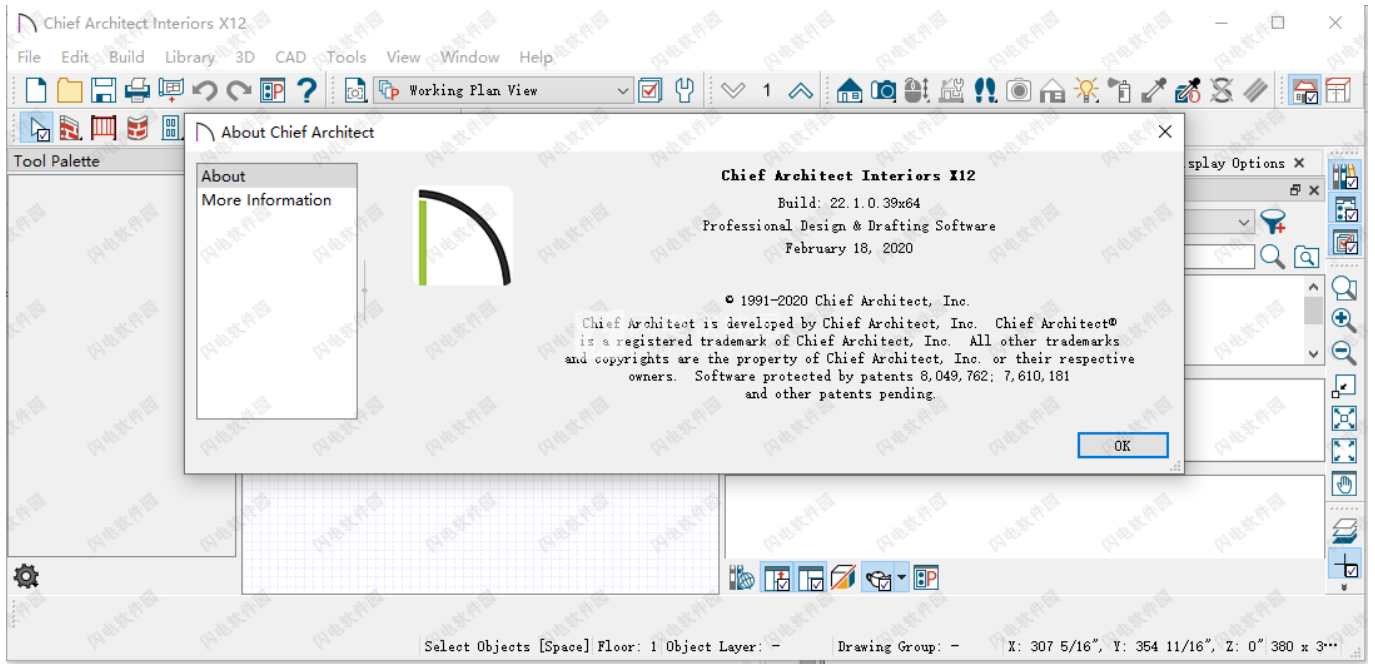 Chief Architect Interiors X12
File Edit Build Library 3D CAD Tools View Window Help
Working Plan View
1
About Chief Architect
Tool Palette
splay Options
About
More Information
Chief Architect Interiors X12
Build: 22.1.0.39x64
Professional Design & Drafting Software
February 18, 2020
© 1991-2020 Chief Architect, Inc.
Chief Architect is developed by Chief Architect, Inc. Chief Architect®
is a registered trademark of Chief Architect, Inc. All other trademarks
and copyrights are the property of Chief Architect, Inc. or their respective
owners. Software protected by patents 8,049,762; 7,610,181
and other patents pending.
OK
Select Objects [Space] Floor: 1 Object Layer: - Drawing Group: - X: 307 5/16", Y: 354 11/16", Z: 0" 380 x 3...
闪电软件园